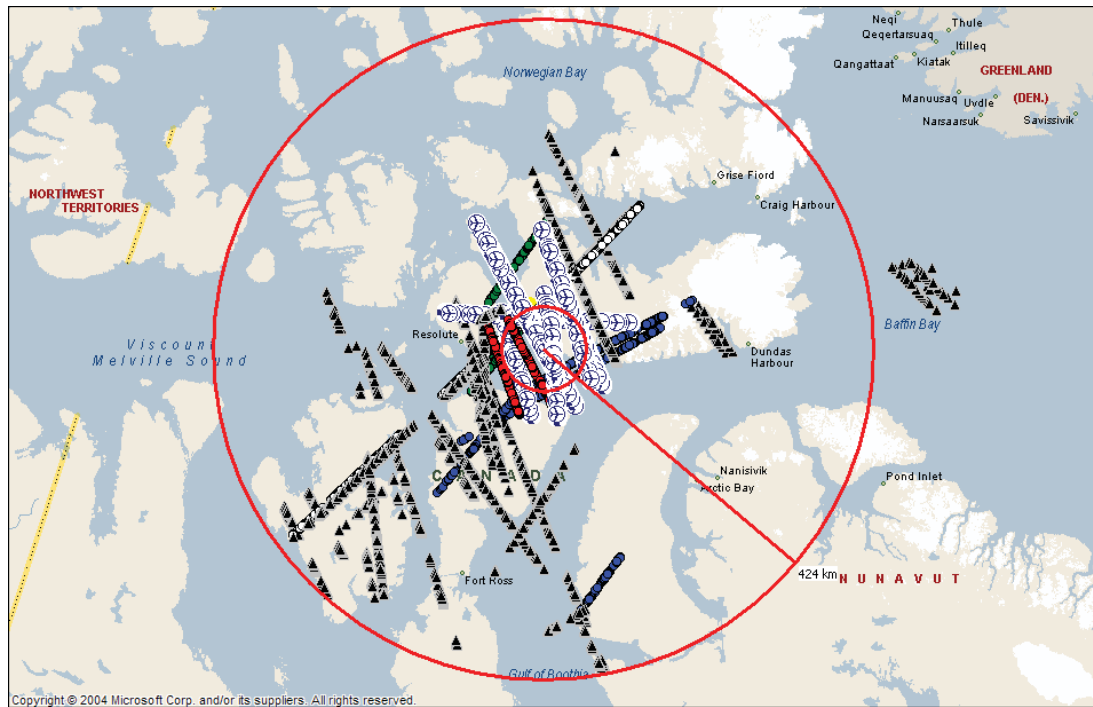 Neqi
Thule
Qeqertarsuaq
Itilleq
Qangattaat
Kiatak
GREENLAND
(DEN.)
Norwegian Bay
Manuusaq
Uvdle
Narsaarsuk
Savissivik
Grise Fiord
NORTHWEST
TERRITORIES
Craig Harbour
Baffin Bay
Resolute
Viscoun
Melville Sound
Dundas
Harbour
C A N A D A
Nanisivik
Arctic Bay
Pond Inlet
Fort Ross
424 km
NUNAVUT
Gulf of Boothia
Copyright © 2004 Microsoft Corp. and/or its suppliers. All rights reserved.